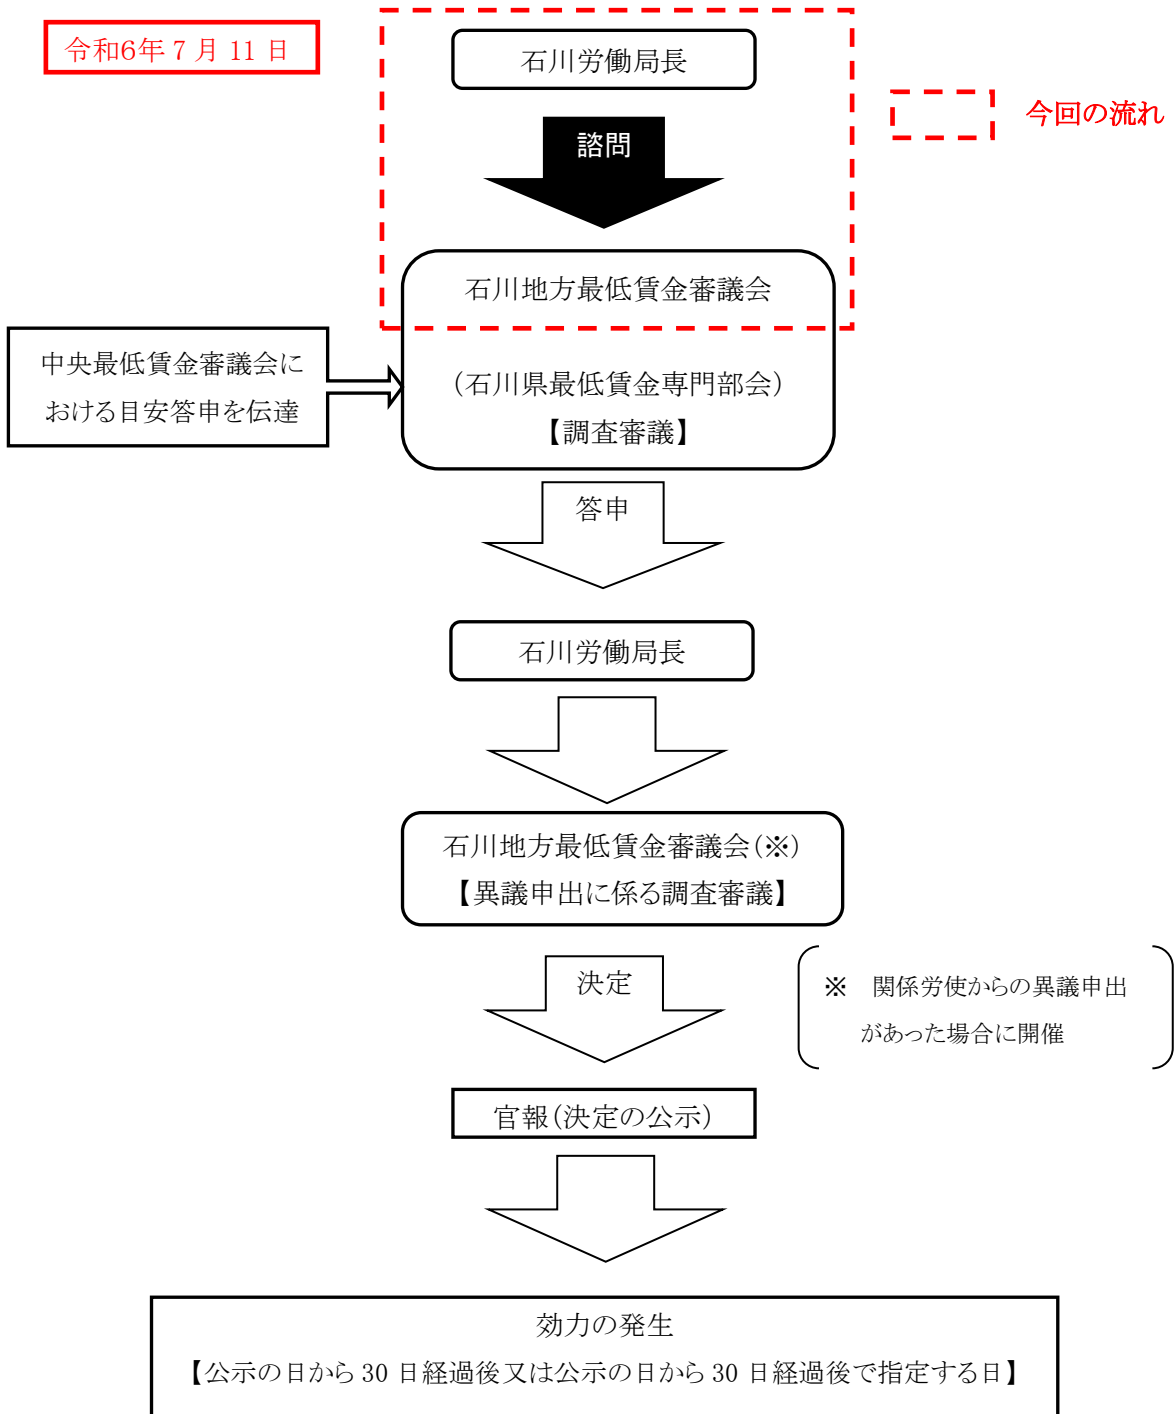 令和6年７月 11 日
石川労働局長
今回の流れ
諮問
石川地方最低賃金審議会
中央最低賃金審議会に
おける目安答申を伝達
（石川県最低賃金専門部会）
【調査審議】
答申
石川労働局長
石川地方最低賃金審議会（※）
【異議申出に係る調査審議】
決定
※　関係労使からの異議申出
があった場合に開催
官報（決定の公示）
効力の発生
【公示の日から 30 日経過後又は公示の日から 30 日経過後で指定する日】